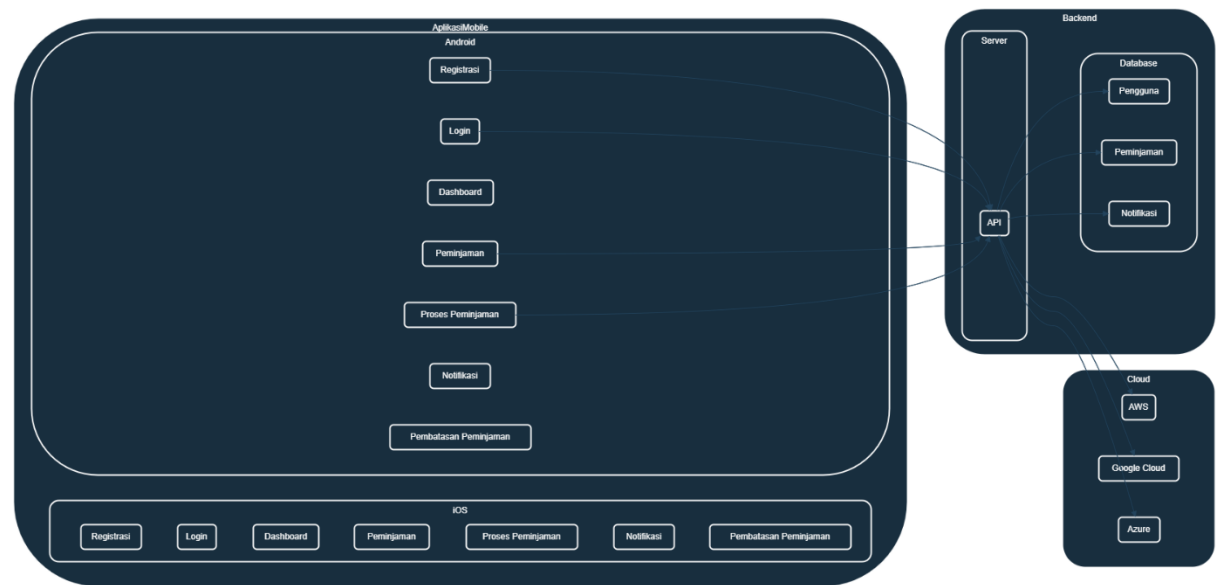 AplikasiMobile
Android
Registrasi
Login
Dashboard
Peminjaman
Proses Peminjaman
Notifikasi
Pembatasan Peminjaman
iOS
Registrasi
Login
Dashboard
Peminjaman
Proses Peminjaman
Notifikasi
Pembatasan Peminjaman
Backend
Server
API
Database
Pengguna
Peminjaman
Notifikasi
Cloud
AWS
Google Cloud
Azure